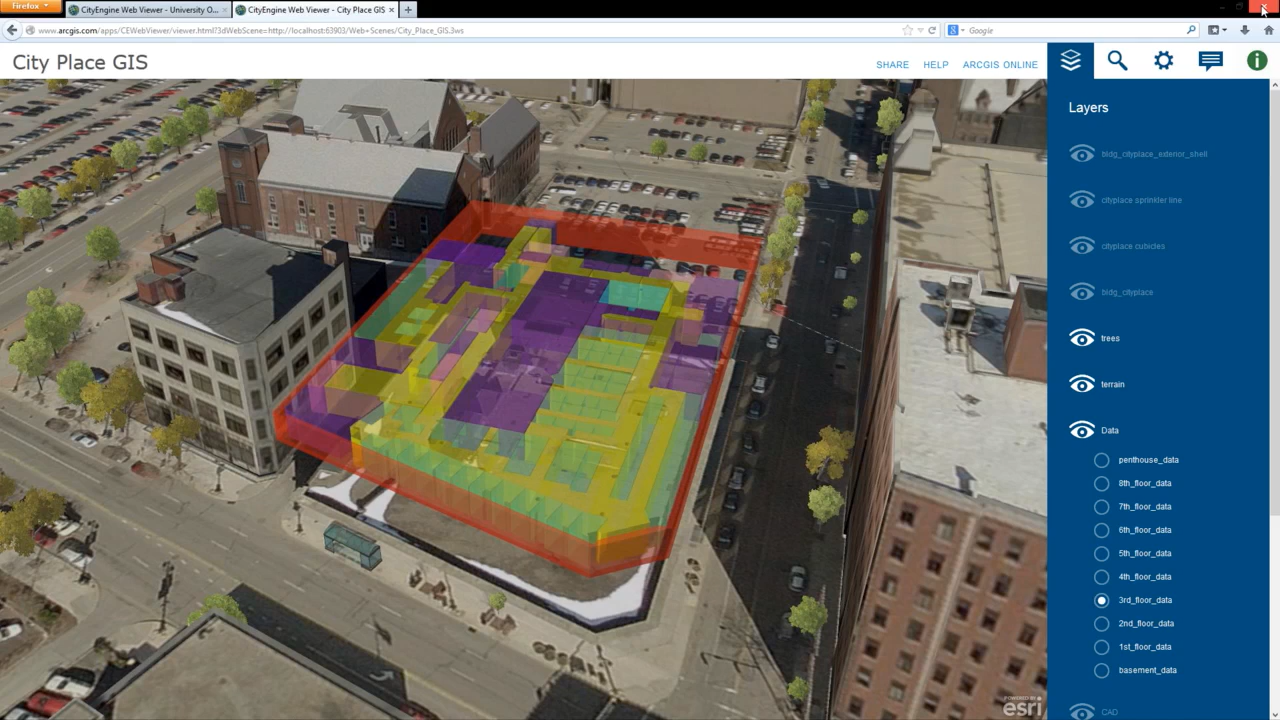 Firefox
CityEngine Web Viewer - University O...
CityEngine Web Viewer - City Place GIS
www.arcgis.com/apps/CEWebViewer/viewer.html?3dWebScene=http://localhost:63903/Web+Scenes/City_Place_GIS.3ws
Google
City Place GIS
SHARE
HELP
ARCGIS ONLINE
Layers
bldg_cityplace_exterior_shell
cityplace sprinkler line
cityplace cubicles
bldg_cityplace
trees
terrain
Data
penthouse_data
8th_floor_data
7th_floor_data
6th_floor_data
5th_floor_data
4th_floor_data
3rd_floor_data
2nd_floor_data
1st_floor_data
basement_data
CAD
POWERED BY
esri